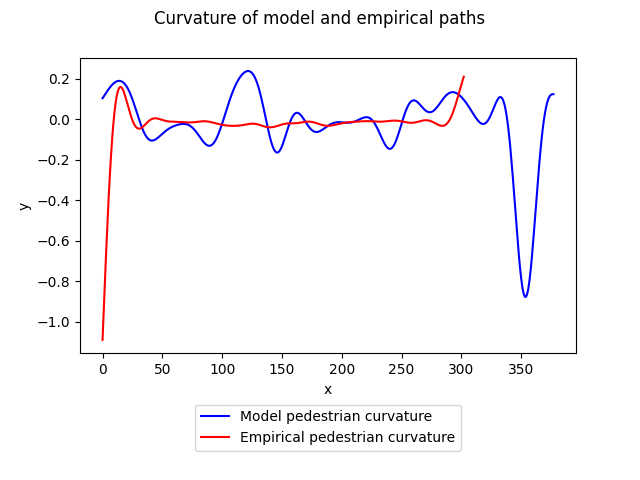 Curvature of model and empirical paths
0.2
0.0
−0.2
−0.4
−0.6
−0.8
−1.0
y
0 50 100 150 200 250 300 350
x
Model pedestrian curvature
Empirical pedestrian curvature